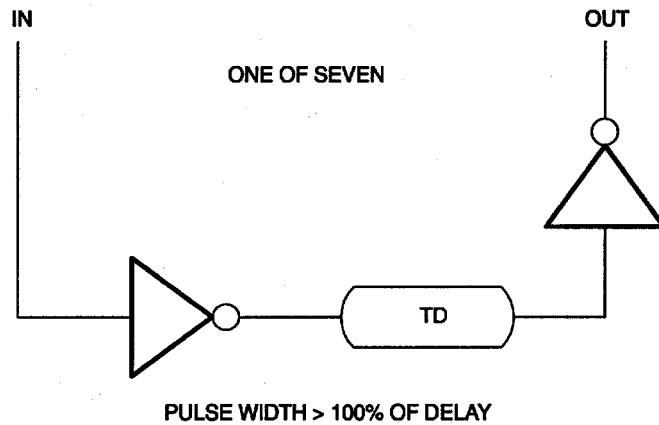 IN
OUT
ONE OF SEVEN
TD
PULSE WIDTH > 100% OF DELAY